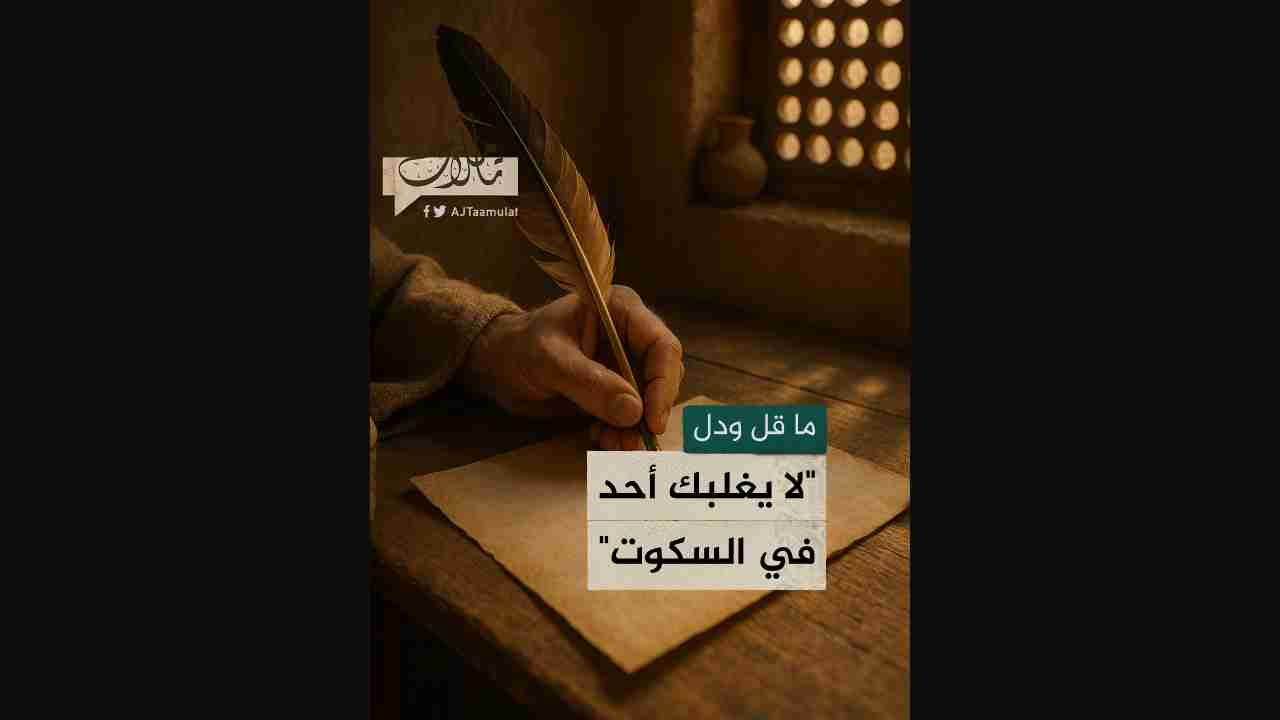 تأملات
AJTaamulat
ما قل ودل
"لا يغلبك أحد
في السكوت"